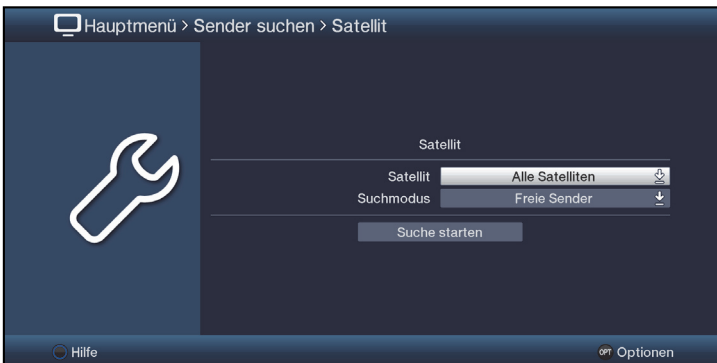 Hauptmenü > Sender suchen > Satellit
Satellit
Satellit Alle Satelliten
Suchmodus Freie Sender
Suche starten
Hilfe OPT Optionen